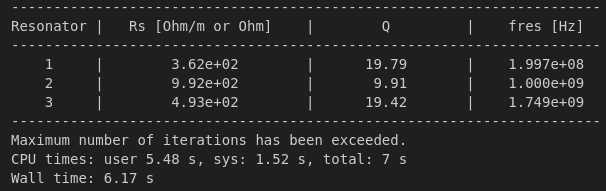 ----------------------------------------------------------------------
Resonator |   Rs [Ohm/m or Ohm]    |        Q         |    fres [Hz]
----------------------------------------------------------------------
    1     |        3.62e+02        |      19.79       |    1.997e+08
    2     |        9.92e+02        |       9.91       |    1.000e+09
    3     |        4.93e+02        |      19.42       |    1.749e+09
----------------------------------------------------------------------
Maximum number of iterations has been exceeded.
CPU times: user 5.48 s, sys: 1.52 s, total: 7 s
Wall time: 6.17 s